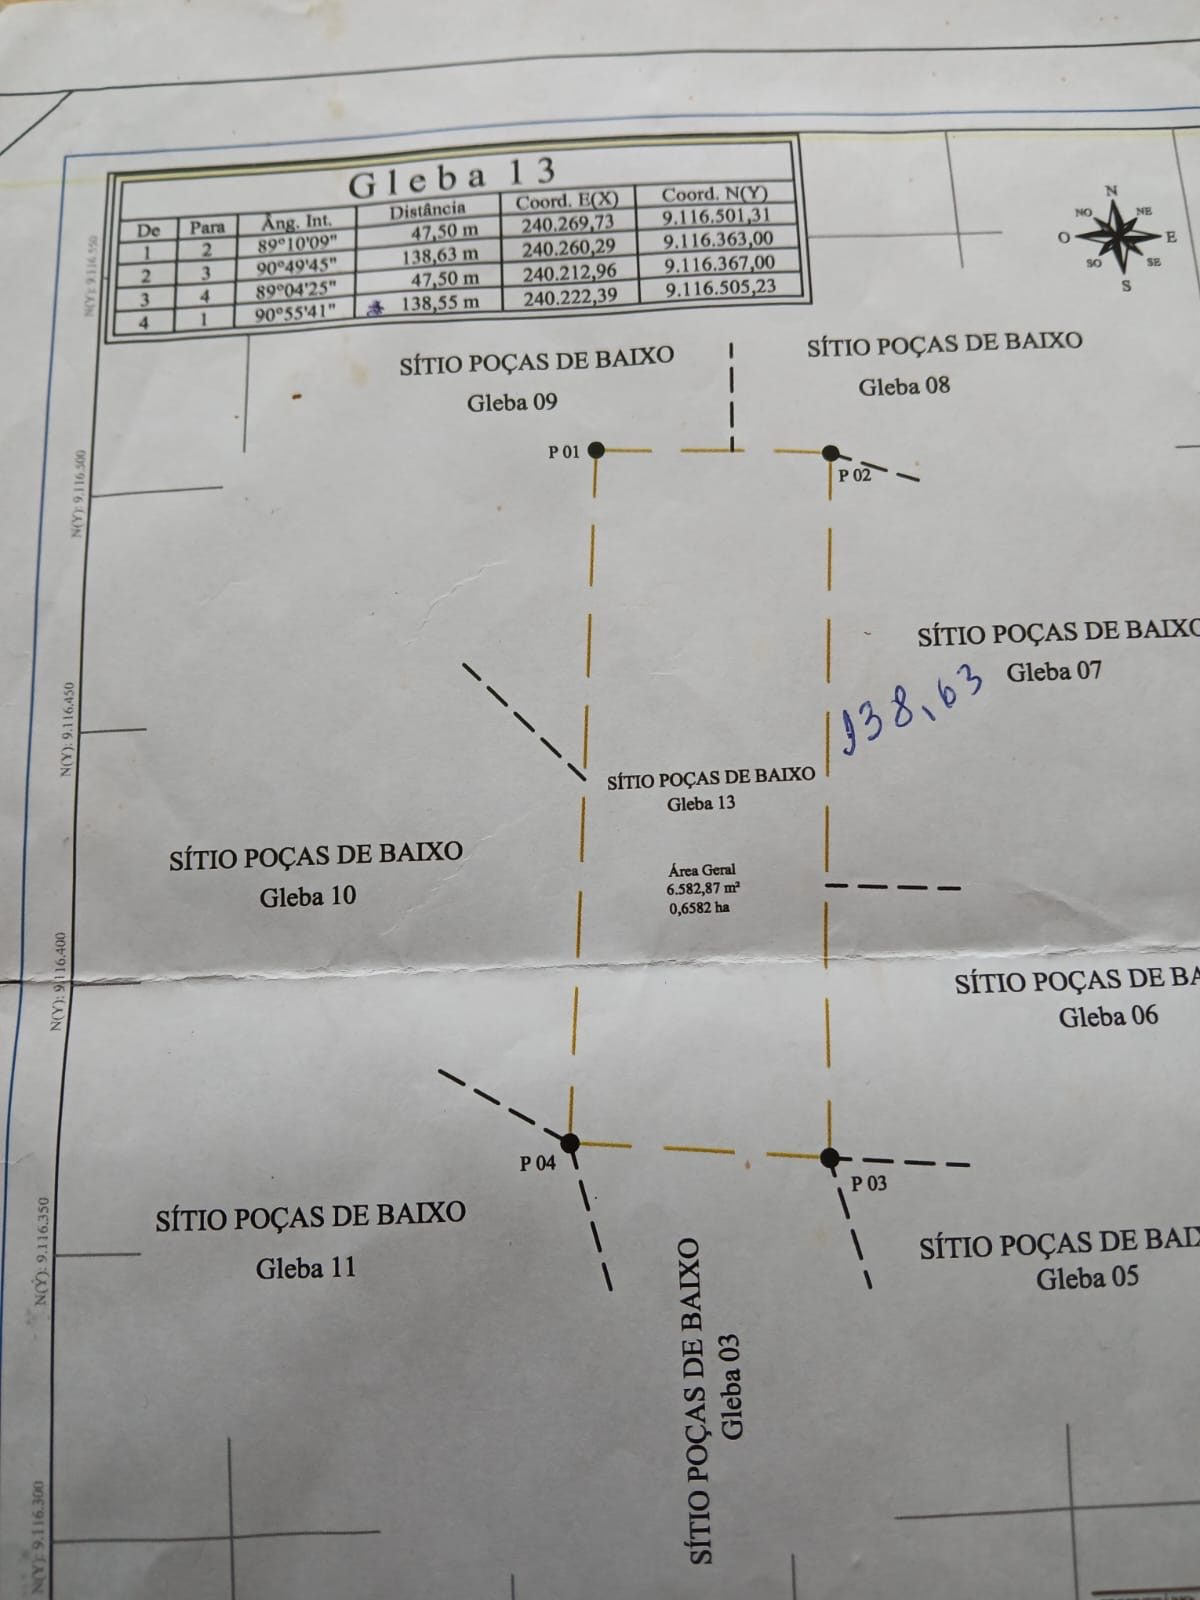 Gleba 13
De Para Âng. Int. Distância Coord. E(X) Coord. N(Y)
1 2 89°10'09" 47,50 m 240.269,73 9.116.501,31
2 3 90°49'45" 138,63 m 240.260,29 9.116.363,00
3 4 89°04'25" 47,50 m 240.212,96 9.116.367,00
4 1 90°55'41" 138,55 m 240.222,39 9.116.505,23
N
NO NE
O E
SO SE
S
N(Y): 9.116.550
SÍTIO POÇAS DE BAIXO
Gleba 09
SÍTIO POÇAS DE BAIXO
Gleba 08
P 01
P 02
N(Y): 9.116.500
SÍTIO POÇAS DE BAIXO
Gleba 07
138,63
N(Y): 9.116.450
SÍTIO POÇAS DE BAIXO
Gleba 13
SÍTIO POÇAS DE BAIXO
Gleba 10
Área Geral
6.582,87 m²
0,6582 ha
N(Y): 9.116.400
SÍTIO POÇAS DE BA
Gleba 06
P 04
P 03
SÍTIO POÇAS DE BAIXO
Gleba 11
N(Y): 9.116.350
SÍTIO POÇAS DE BAIX
Gleba 05
SÍTIO POÇAS DE BAIXO
Gleba 03
N(Y): 9.116.300